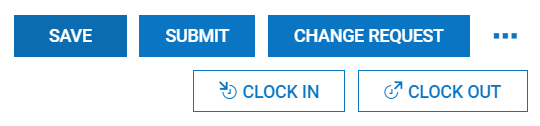 SAVE SUBMIT CHANGE REQUEST ...
CLOCK IN CLOCK OUT